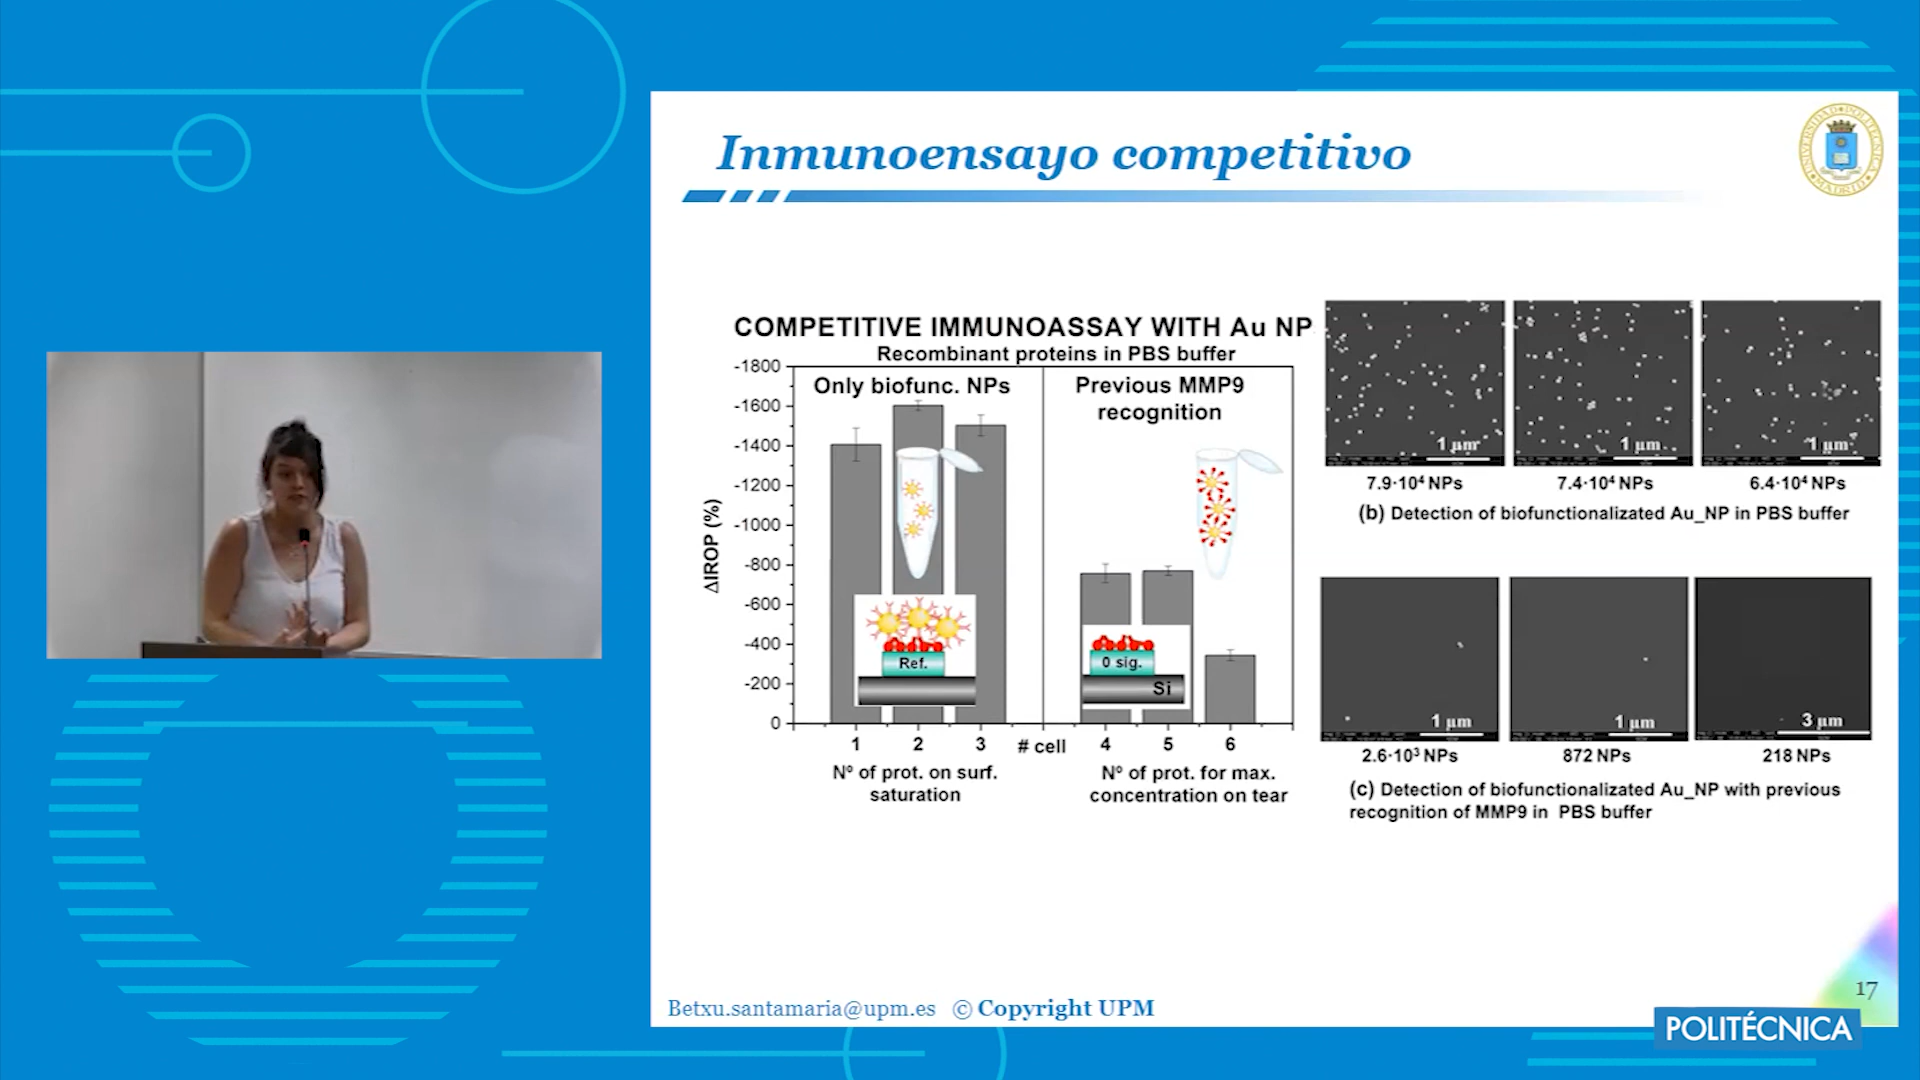 Inmunoensayo competitivo
UNIVERSIDAD POLITÉCNICA
MADRID
COMPETITIVE IMMUNOASSAY WITH Au NP
Recombinant proteins in PBS buffer
Only biofunc. NPs
Previous MMP9
recognition
ΔIROP (%)
-1800
-1600
-1400
-1200
-1000
-800
-600
-400
-200
0
Ref.
0 sig.
Si
1
2
3
# cell
4
5
6
Nº of prot. on surf.
saturation
Nº of prot. for max.
concentration on tear
1 µm
1 µm
1 µm
7.9·10⁴ NPs
7.4·10⁴ NPs
6.4·10⁴ NPs
(b) Detection of biofunctionalizated Au_NP in PBS buffer
1 µm
1 µm
3 µm
2.6·10³ NPs
872 NPs
218 NPs
(c) Detection of biofunctionalizated Au_NP with previous
recognition of MMP9 in PBS buffer
Betxu.santamaria@upm.es © Copyright UPM
17
POLITÉCNICA